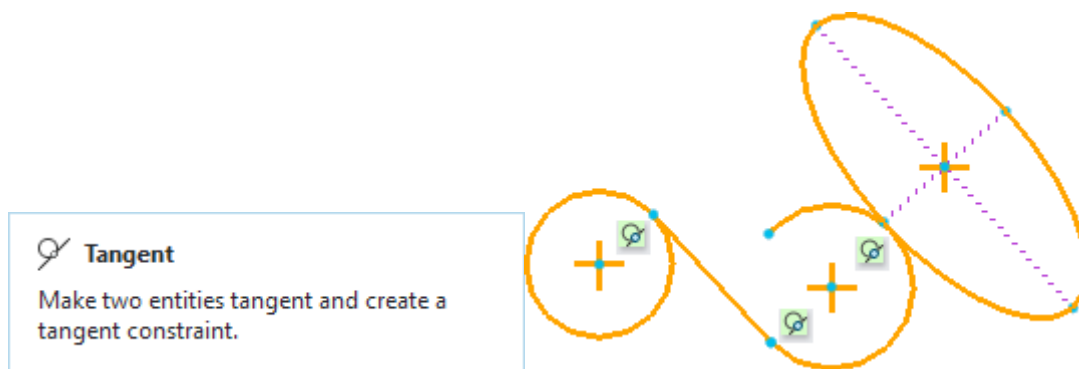 Tangent
Make two entities tangent and create a
tangent constraint.